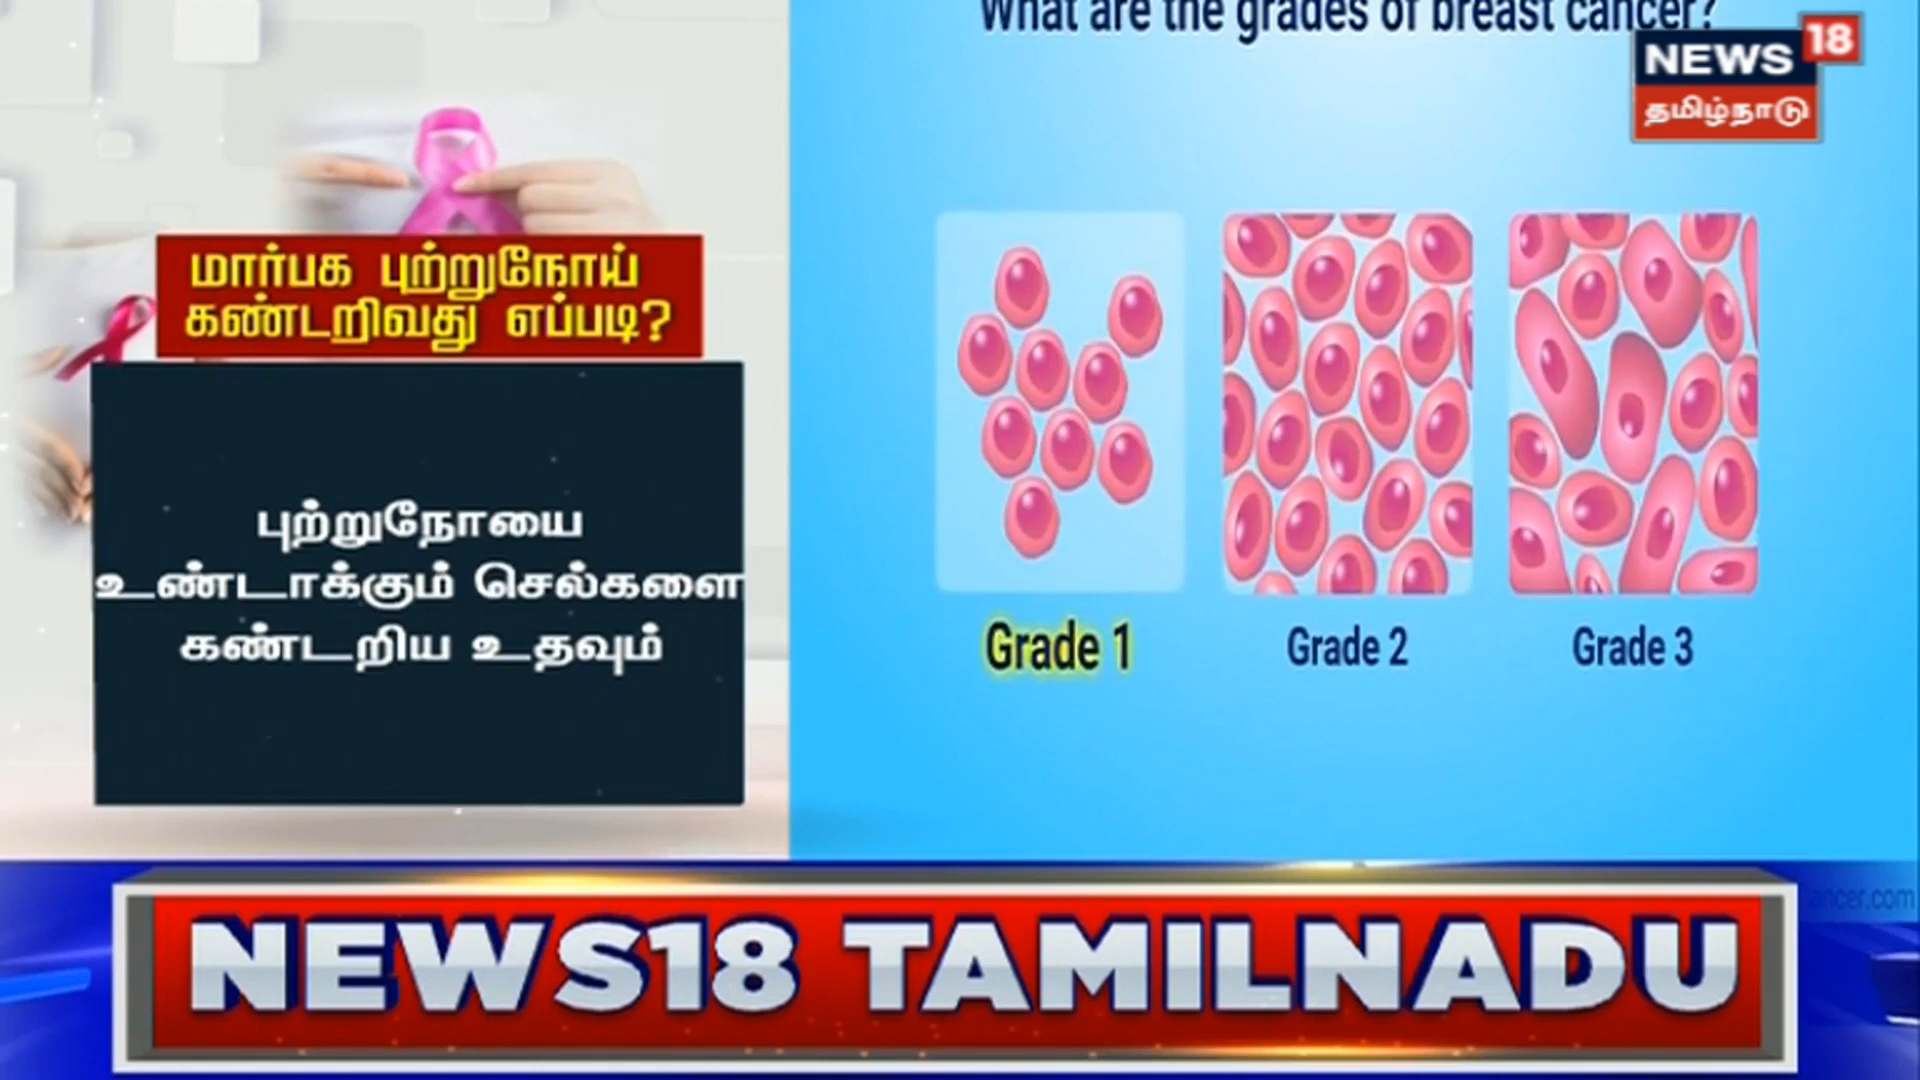 What are the grades of breast cancer?
NEWS 18
தமிழ்நாடு
மார்பக புற்றுநோய்
கண்டறிவது எப்படி?
புற்றுநோயை
உண்டாக்கும் செல்களை
கண்டறிய உதவும்
Grade 1
Grade 2
Grade 3
NEWS18 TAMILNADU